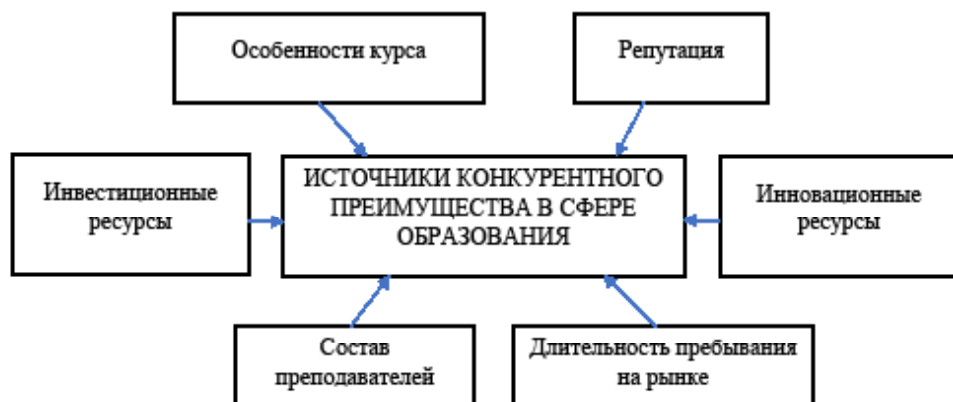 Особенности курса
Репутация
Инвестиционные
ресурсы
ИСТОЧНИКИ КОНКУРЕНТНОГО
ПРЕИМУЩЕСТВА В СФЕРЕ
ОБРАЗОВАНИЯ
Инновационные
ресурсы
Состав
преподавателей
Длительность пребывания
на рынке